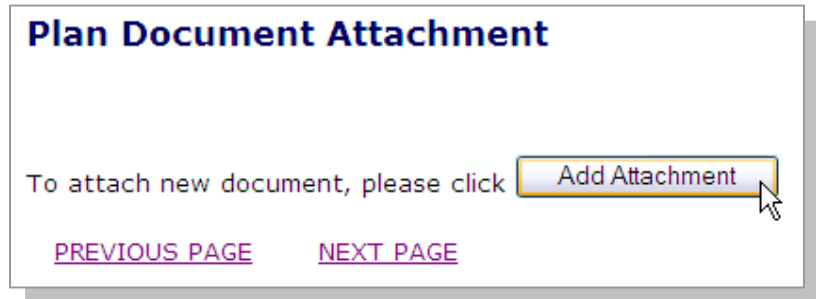 Plan Document Attachment
To attach new document, please click Add Attachment
PREVIOUS PAGE NEXT PAGE